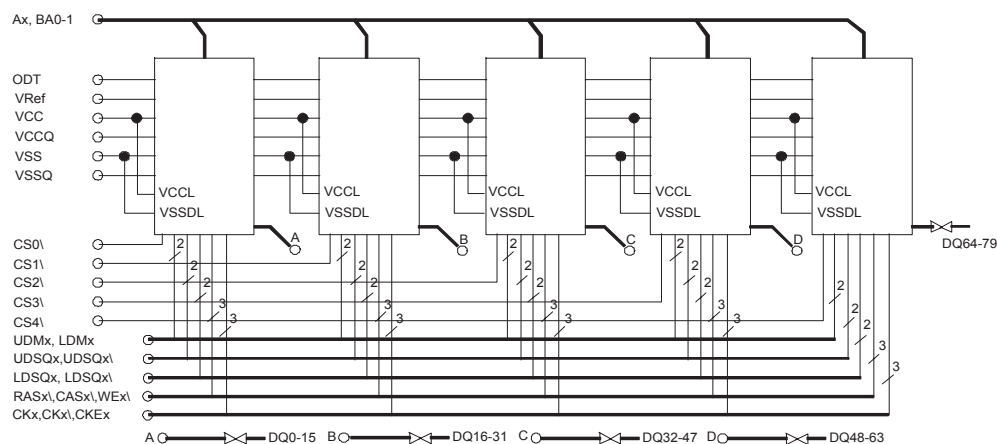 Ax, BA0-1
ODT
VRef
VCC
VCCQ
VSS
VSSQ
VCCL VCCL VCCL VCCL VCCL
VSSDL VSSDL VSSDL VSSDL VSSDL
A B C D
DQ64-79
CS0\
CS1\
CS2\
CS3\
CS4\
2 2 2 2 2
2 2 2 2 2
2 2 2 2 2
3 3 3 3 3
3 3 3 3 3
UDMx, LDMx
UDSQx,UDSQx\
LDSQx, LDSQx\
RASx\,CASx\,WEx\
CKx,CKx\,CKEx
A DQ0-15 B DQ16-31 C DQ32-47 D DQ48-63